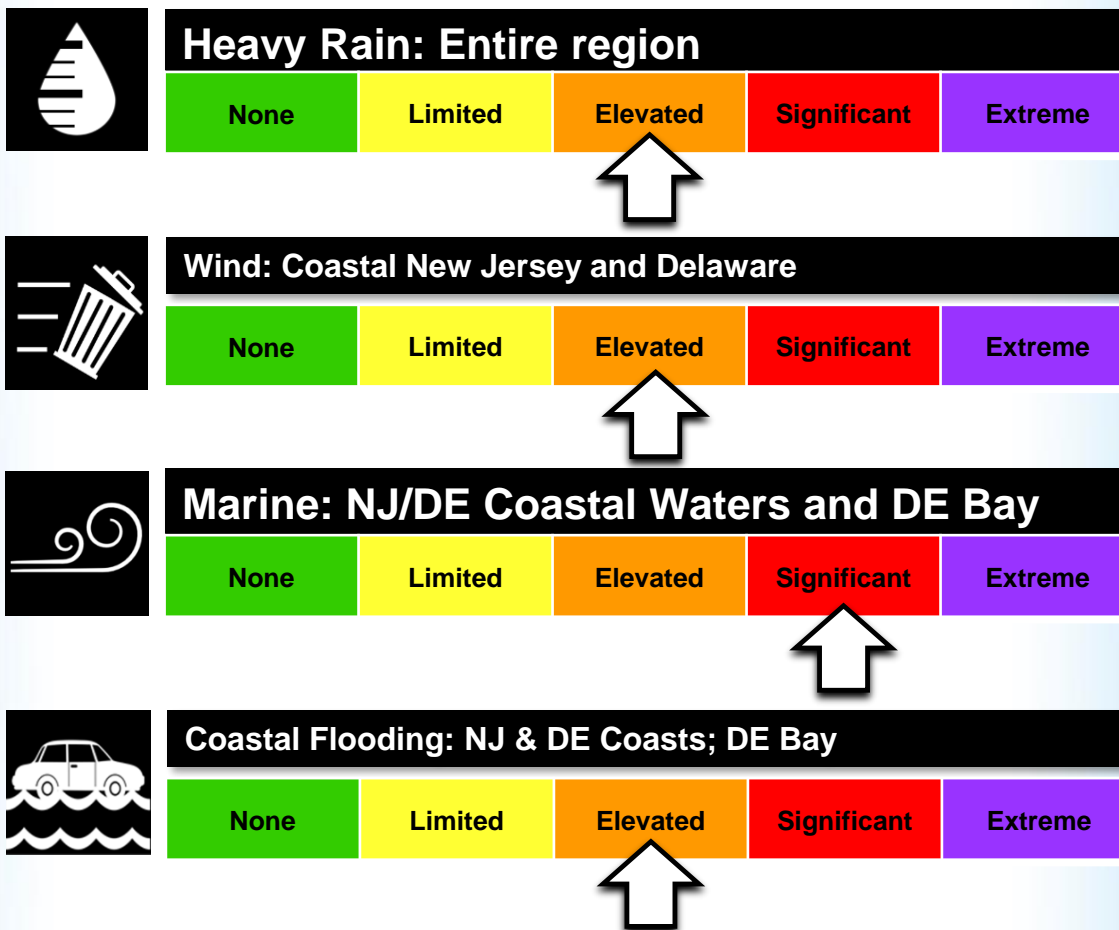 Heavy Rain: Entire region
None Limited Elevated Significant Extreme
Wind: Coastal New Jersey and Delaware
None Limited Elevated Significant Extreme
Marine: NJ/DE Coastal Waters and DE Bay
None Limited Elevated Significant Extreme
Coastal Flooding: NJ & DE Coasts; DE Bay
None Limited Elevated Significant Extreme